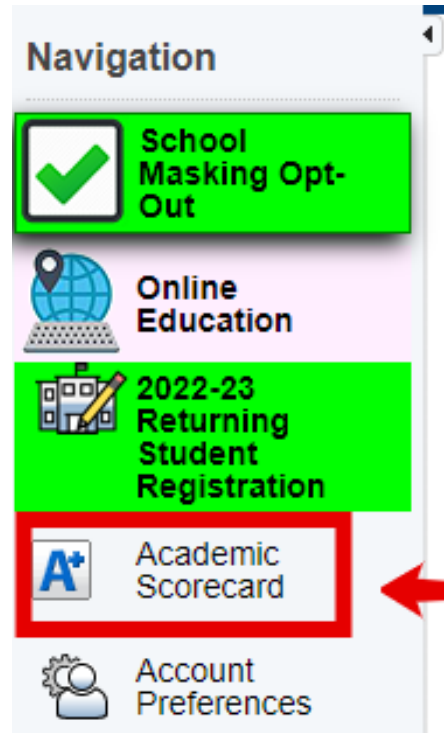 Navigation
School
Masking Opt-
Out
Online
Education
2022-23
Returning
Student
Registration
A+
Academic
Scorecard
Account
Preferences